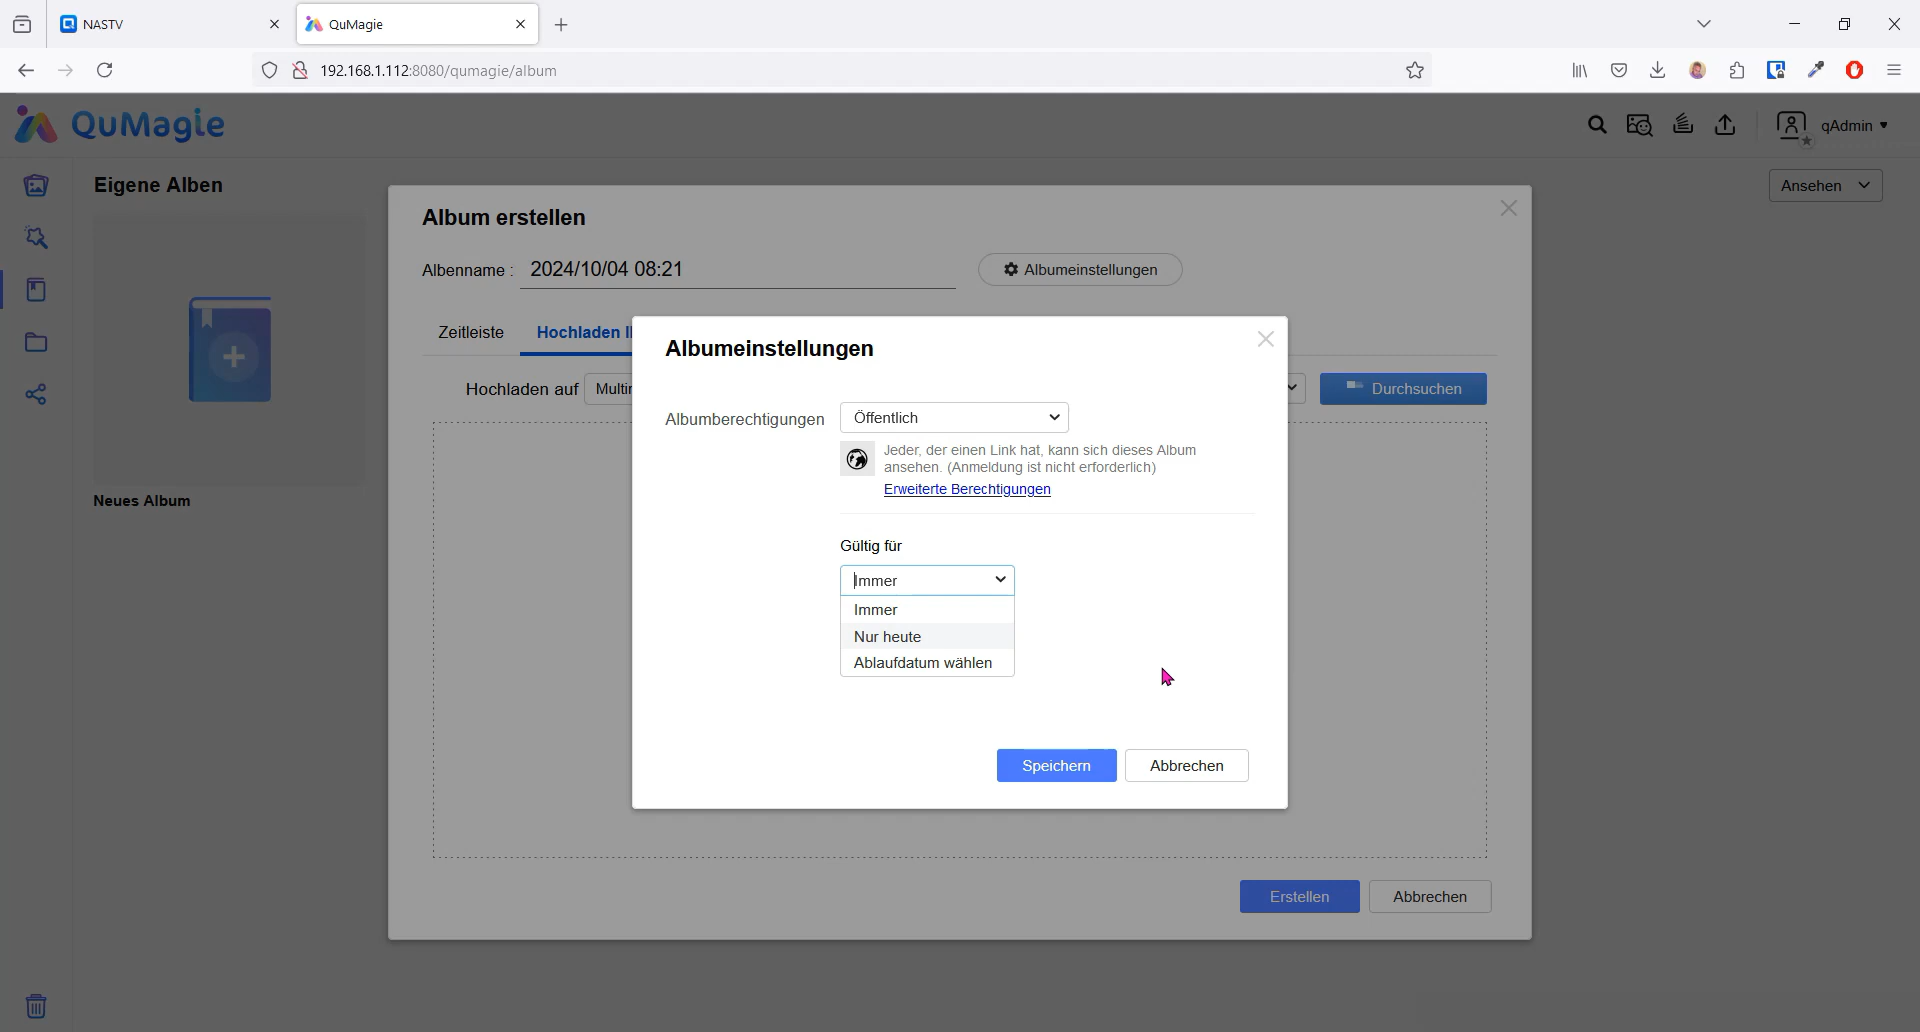 NASTV
QuMagie
192.168.1.112:8080/qumagie/album
QuMagie
qAdmin
Eigene Alben
Ansehen
Album erstellen
Albenname : 2024/10/04 08:21
Albumeinstellungen
Zeitleiste
Hochladen
Hochladen auf
Durchsuchen
Neues Album
Albumeinstellungen
Albumberechtigungen
Öffentlich
Jeder, der einen Link hat, kann sich dieses Album
ansehen. (Anmeldung ist nicht erforderlich)
Erweiterte Berechtigungen
Gültig für
Immer
Immer
Nur heute
Ablaufdatum wählen
Speichern
Abbrechen
Erstellen
Abbrechen